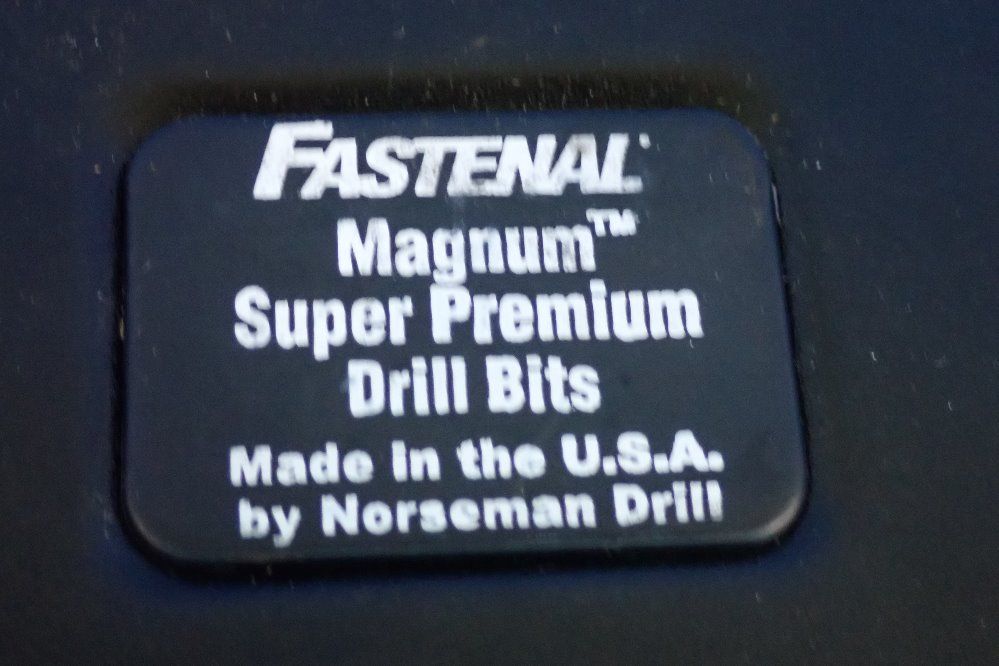 FASTENAL
Magnum™
Super Premium
Drill Bits
Made in the U.S.A.
by Norseman Drill